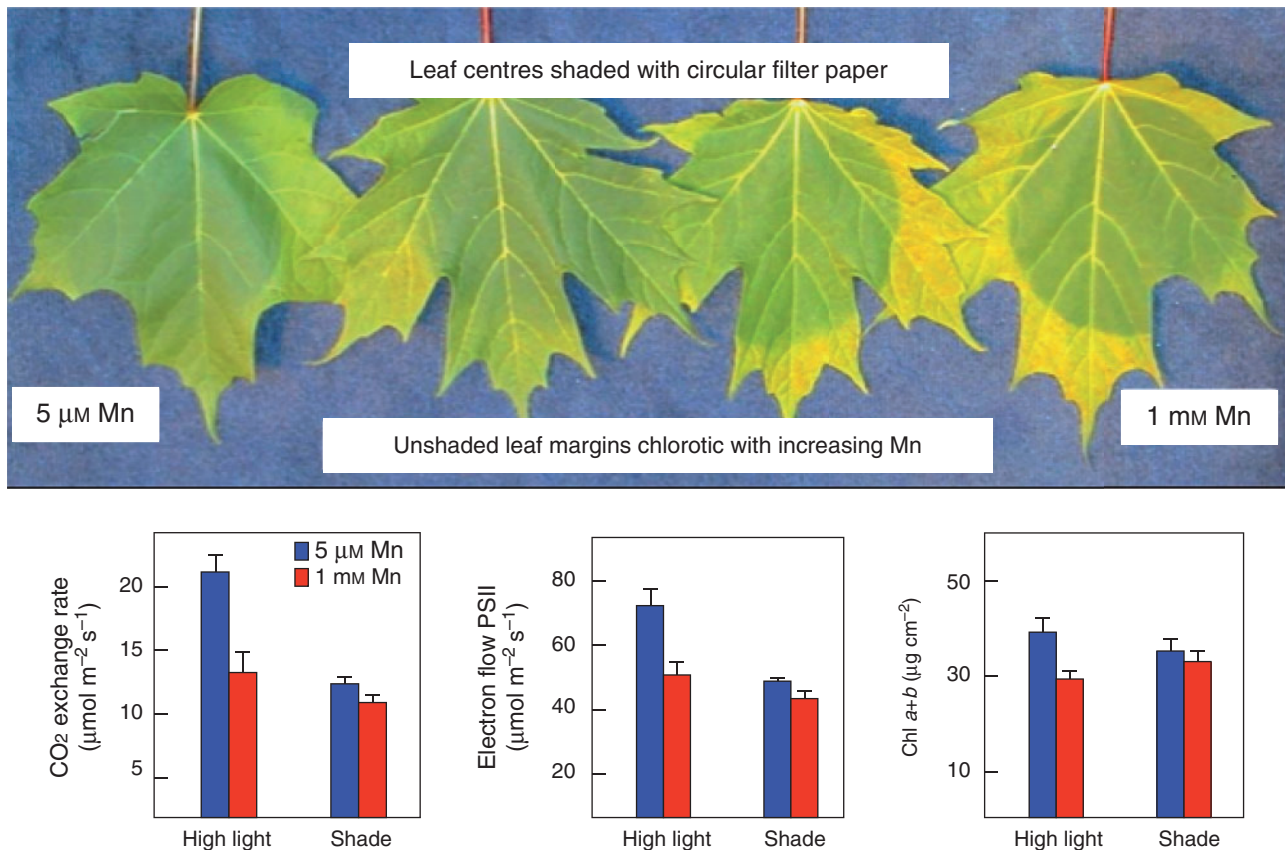 Leaf centres shaded with circular filter paper
5 µM Mn
1 mM Mn
Unshaded leaf margins chlorotic with increasing Mn
CO2 exchange rate
(µmol m−2 s−1)
20
15
10
5
5 µM Mn
1 mM Mn
High light
Shade
Electron flow PSII
(µmol m−2 s−1)
80
60
40
20
High light
Shade
Chl a+b (µg cm−2)
50
30
10
High light
Shade